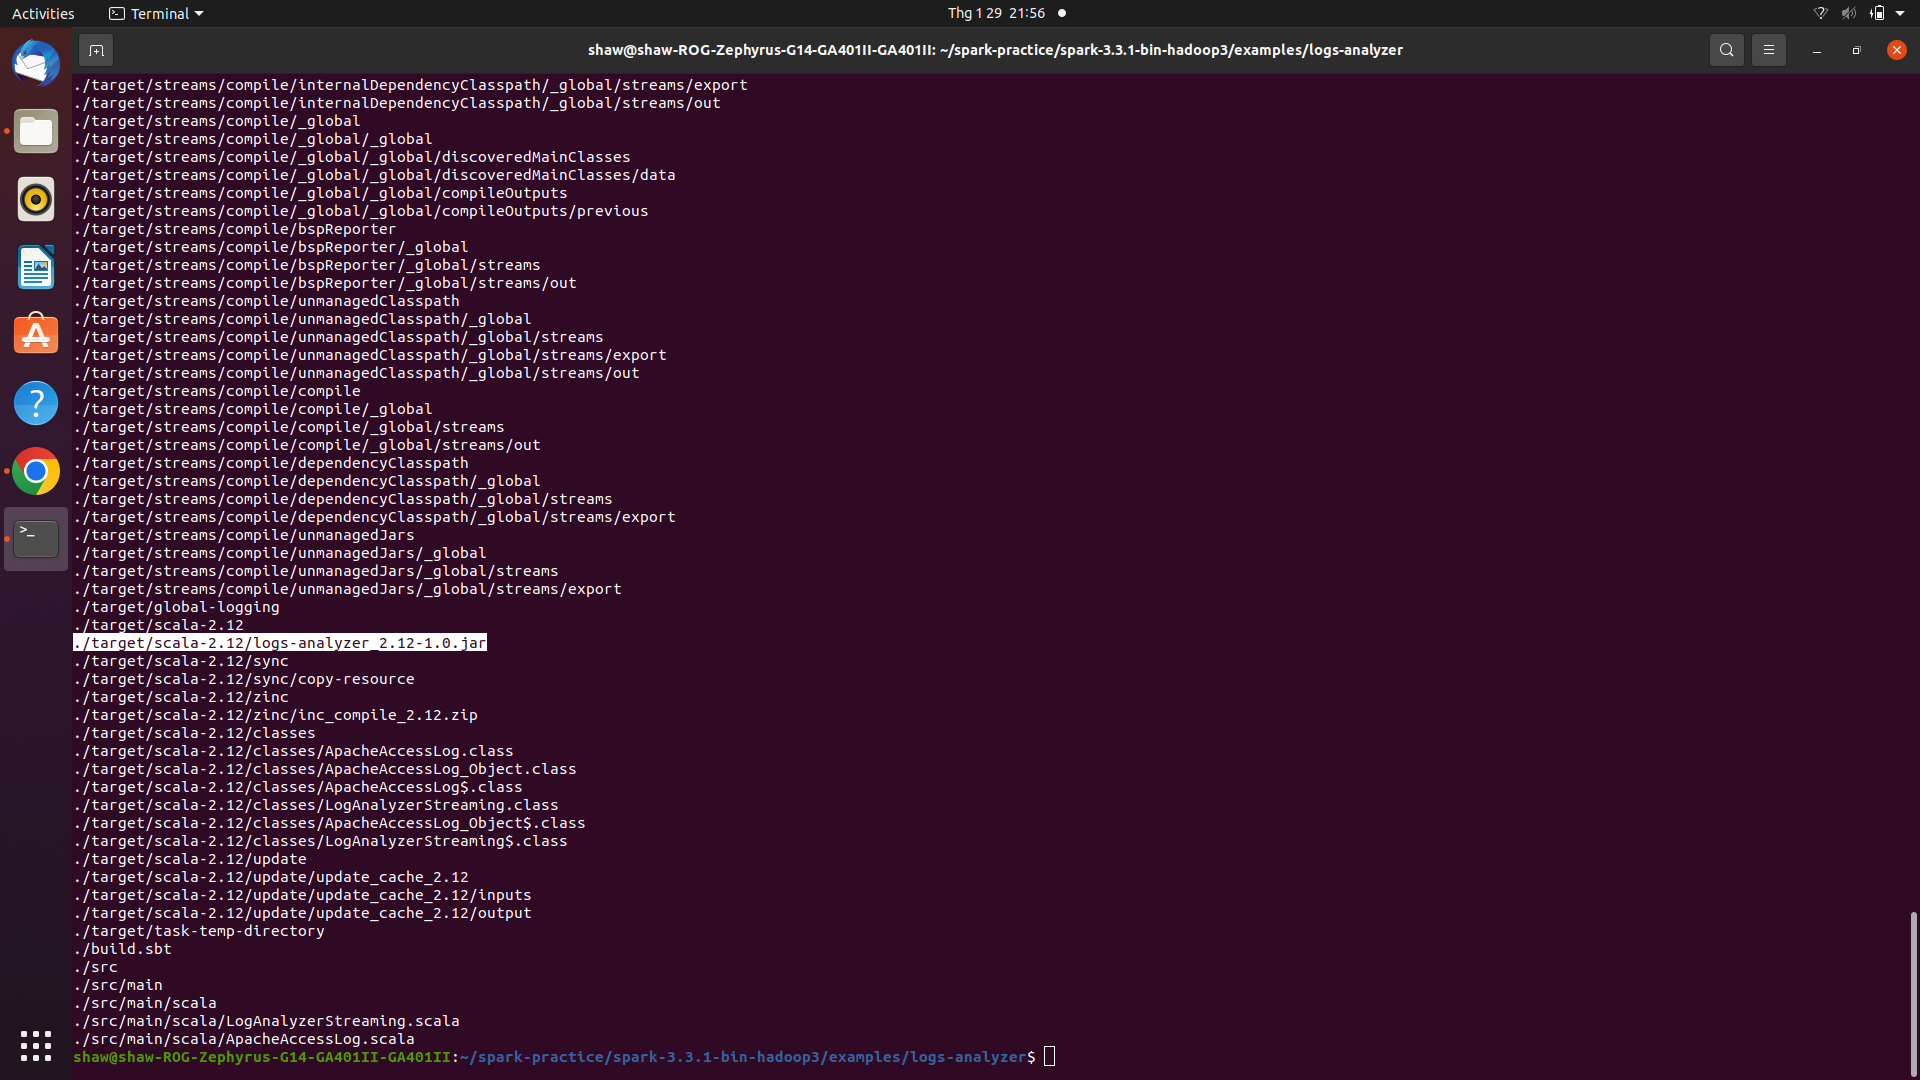 Activities
Terminal
Thg 1 29 21:56
shaw@shaw-ROG-Zephyrus-G14-GA401II-GA401II: ~/spark-practice/spark-3.3.1-bin-hadoop3/examples/logs-analyzer
./target/streams/compile/internalDependencyClasspath/_global/streams/export
./target/streams/compile/internalDependencyClasspath/_global/streams/out
./target/streams/compile/_global
./target/streams/compile/_global/_global
./target/streams/compile/_global/_global/discoveredMainClasses
./target/streams/compile/_global/_global/discoveredMainClasses/data
./target/streams/compile/_global/_global/compileOutputs
./target/streams/compile/_global/_global/compileOutputs/previous
./target/streams/compile/bspReporter
./target/streams/compile/bspReporter/_global
./target/streams/compile/bspReporter/_global/streams
./target/streams/compile/bspReporter/_global/streams/out
./target/streams/compile/unmanagedClasspath
./target/streams/compile/unmanagedClasspath/_global
./target/streams/compile/unmanagedClasspath/_global/streams
./target/streams/compile/unmanagedClasspath/_global/streams/export
./target/streams/compile/unmanagedClasspath/_global/streams/out
./target/streams/compile/compile
./target/streams/compile/compile/_global
./target/streams/compile/compile/_global/streams
./target/streams/compile/compile/_global/streams/out
./target/streams/compile/dependencyClasspath
./target/streams/compile/dependencyClasspath/_global
./target/streams/compile/dependencyClasspath/_global/streams
./target/streams/compile/dependencyClasspath/_global/streams/export
./target/streams/compile/unmanagedJars
./target/streams/compile/unmanagedJars/_global
./target/streams/compile/unmanagedJars/_global/streams
./target/streams/compile/unmanagedJars/_global/streams/export
./target/global-logging
./target/scala-2.12
./target/scala-2.12/logs-analyzer_2.12-1.0.jar
./target/scala-2.12/sync
./target/scala-2.12/sync/copy-resource
./target/scala-2.12/zinc
./target/scala-2.12/zinc/inc_compile_2.12.zip
./target/scala-2.12/classes
./target/scala-2.12/classes/ApacheAccessLog.class
./target/scala-2.12/classes/ApacheAccessLog_Object.class
./target/scala-2.12/classes/ApacheAccessLog$.class
./target/scala-2.12/classes/LogAnalyzerStreaming.class
./target/scala-2.12/classes/ApacheAccessLog_Object$.class
./target/scala-2.12/classes/LogAnalyzerStreaming$.class
./target/scala-2.12/update
./target/scala-2.12/update/update_cache_2.12
./target/scala-2.12/update/update_cache_2.12/inputs
./target/scala-2.12/update/update_cache_2.12/output
./target/task-temp-directory
./build.sbt
./src
./src/main
./src/main/scala
./src/main/scala/LogAnalyzerStreaming.scala
./src/main/scala/ApacheAccessLog.scala
shaw@shaw-ROG-Zephyrus-G14-GA401II-GA401II:~/spark-practice/spark-3.3.1-bin-hadoop3/examples/logs-analyzer$